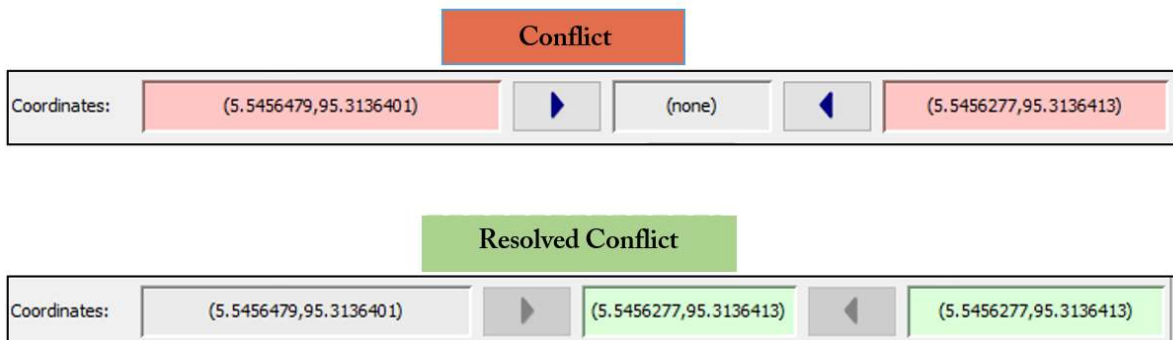 Conflict
Coordinates: (5.5456479,95.3136401) (none) (5.5456277,95.3136413)
Resolved Conflict
Coordinates: (5.5456479,95.3136401) (5.5456277,95.3136413) (5.5456277,95.3136413)